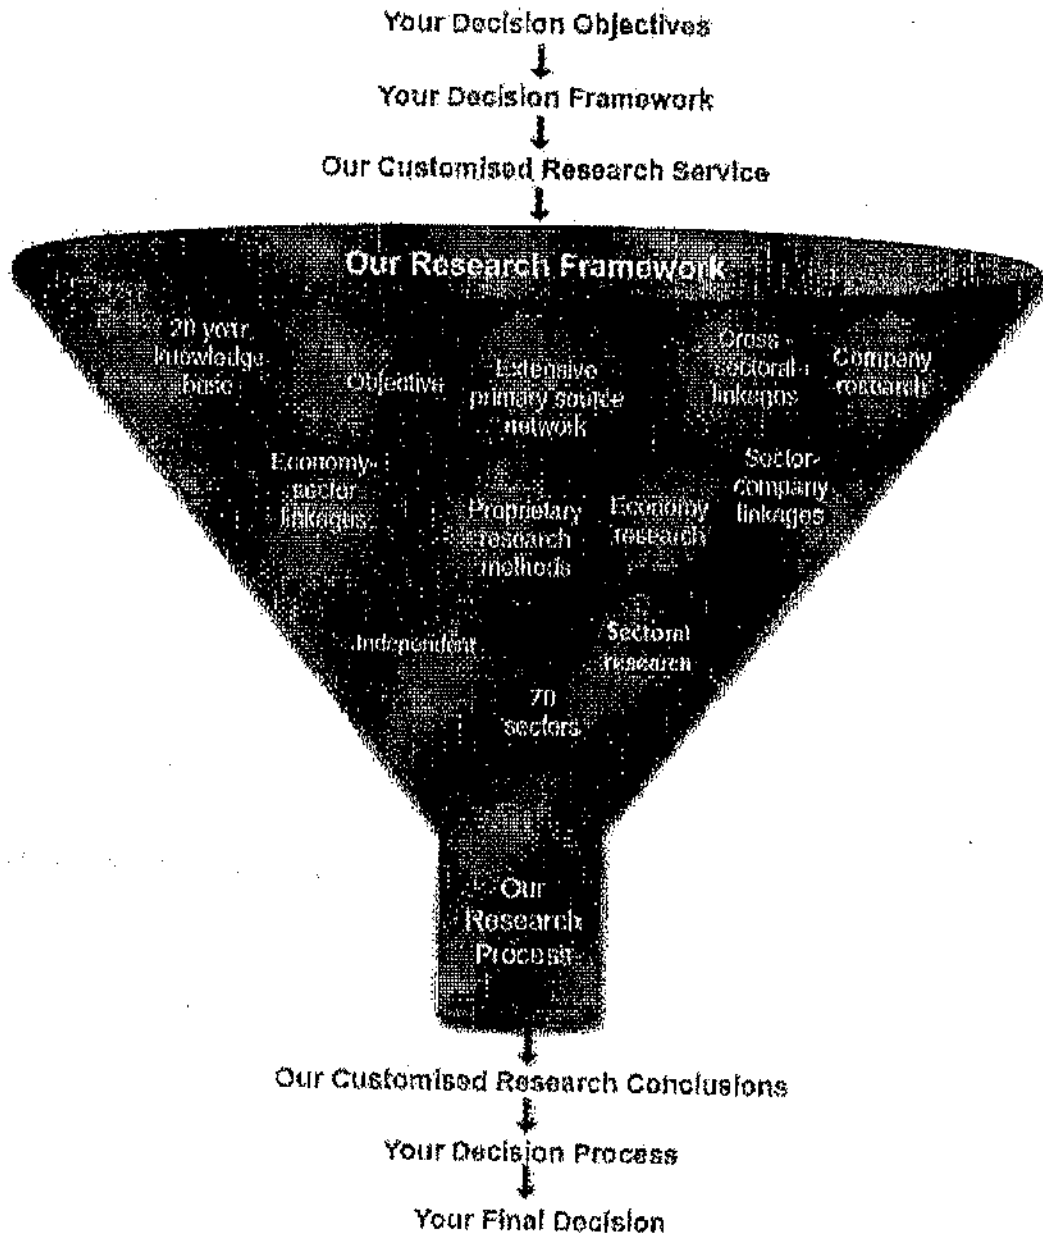 Your Decision Objectives
Your Decision Framework
Our Customised Research Service
Our Research Framework
20 year
knowledge
base
Objective
Extensive
primary source
network
Cross -
sectoral
linkages
Company
research
Economy-
sector
linkages
Proprietary
research
methods
Economy
research
Sector-
company
linkages
Independent
Sectoral
research
70
sectors
Our
Research
Process
Our Customised Research Conclusions
Your Decision Process
Your Final Decision